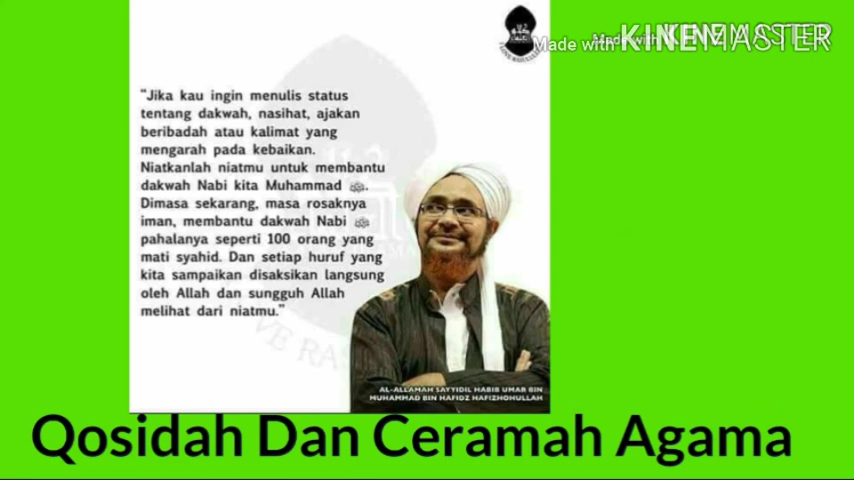 Made with KINEMASTER
"Jika kau ingin menulis status
tentang dakwah, nasihat, ajakan
beribadah atau kalimat yang
mengarah pada kebaikan.
Niatkanlah niatmu untuk membantu
dakwah Nabi kita Muhammad ﷺ.
Dimasa sekarang, masa rosaknya
iman, membantu dakwah Nabi ﷺ
pahalanya seperti 100 orang yang
mati syahid. Dan setiap huruf yang
kita sampaikan disaksikan langsung
oleh Allah dan sungguh Allah
melihat dari niatmu."
AL-ALLAMAH SAYYIDIL HABIB UMAR BIN
MUHAMMAD BIN HAFIDZ HAFIZHOHULLAH
Qosidah Dan Ceramah Agama